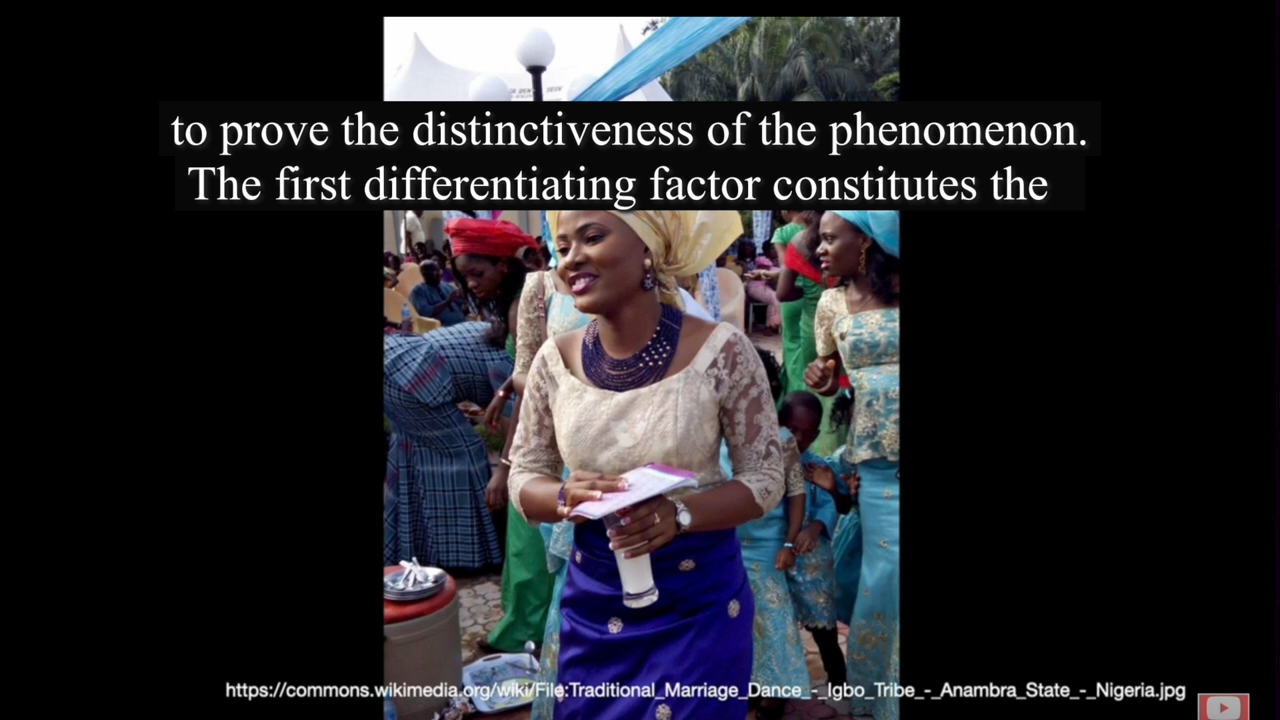 to prove the distinctiveness of the phenomenon.
The first differentiating factor constitutes the
https://commons.wikimedia.org/wiki/File:Traditional_Marriage_Dance_-_Igbo_Tribe_-_Anambra_State_-_Nigeria.jpg